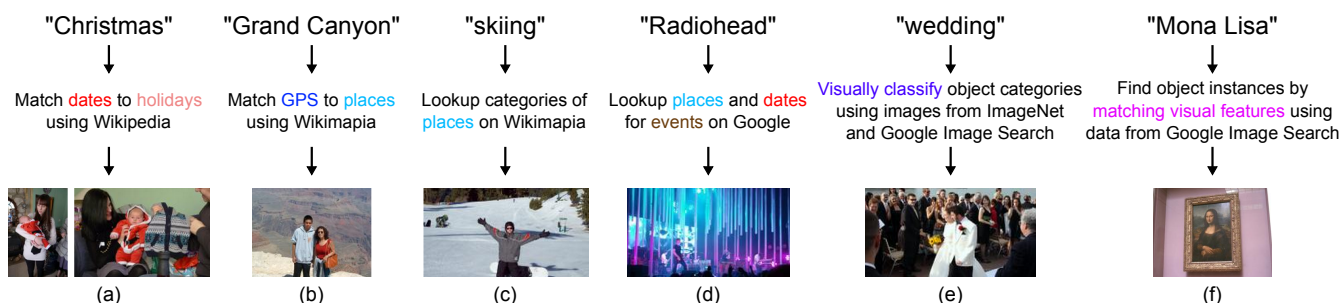 "Christmas"
Match dates to holidays
using Wikipedia
(a)
"Grand Canyon"
Match GPS to places
using Wikimapia
(b)
"skiing"
Lookup categories of
places on Wikimapia
(c)
"Radiohead"
Lookup places and dates
for events on Google
(d)
"wedding"
Visually classify object categories
using images from ImageNet
and Google Image Search
(e)
"Mona Lisa"
Find object instances by
matching visual features using
data from Google Image Search
(f)